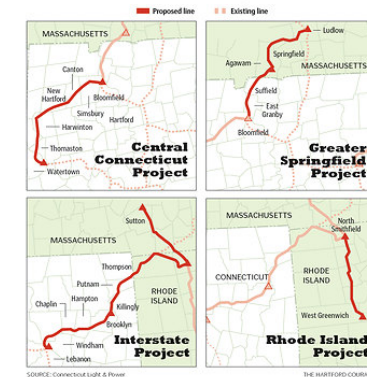 Proposed line
Existing line
MASSACHUSETTS
Canton
New
Hartford
Bloomfield
Simsbury
Hartford
Harwinton
Thomaston
Watertown
Central
Connecticut
Project
Ludlow
Springfield
Agawam
MASSACHUSETTS
Suffield
East
Granby
Bloomfield
Greater
Springfield
Project
Sutton
MASSACHUSETTS
Thompson
Putnam
RHODE
ISLAND
Chaplin
Hampton
Killingly
Brooklyn
Windham
Lebanon
Interstate
Project
MASSACHUSETTS
North
Smithfield
CONNECTICUT
RHODE
ISLAND
West Greenwich
Rhode Island
Project
SOURCE: Connecticut Light & Power
THE HARTFORD COURA